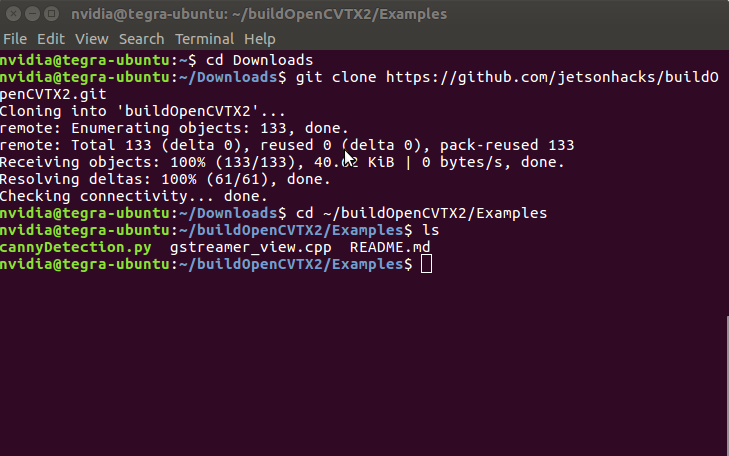 nvidia@tegra-ubuntu: ~/buildOpenCVTX2/Examples
File Edit View Search Terminal Help
nvidia@tegra-ubuntu:~$ cd Downloads
nvidia@tegra-ubuntu:~/Downloads$ git clone https://github.com/jetsonhacks/buildO
penCVTX2.git
Cloning into 'buildOpenCVTX2'...
remote: Enumerating objects: 133, done.
remote: Total 133 (delta 0), reused 0 (delta 0), pack-reused 133
Receiving objects: 100% (133/133), KiB | 0 bytes/s, done.
Resolving deltas: 100% (61/61), done.
Checking connectivity... done.
nvidia@tegra-ubuntu:~/Downloads$ cd ~/buildOpenCVTX2/Examples
nvidia@tegra-ubuntu:~/buildOpenCVTX2/Examples$ ls
cannyDetection.py gstreamer_view.cpp README.md
nvidia@tegra-ubuntu:~/buildOpenCVTX2/Examples$